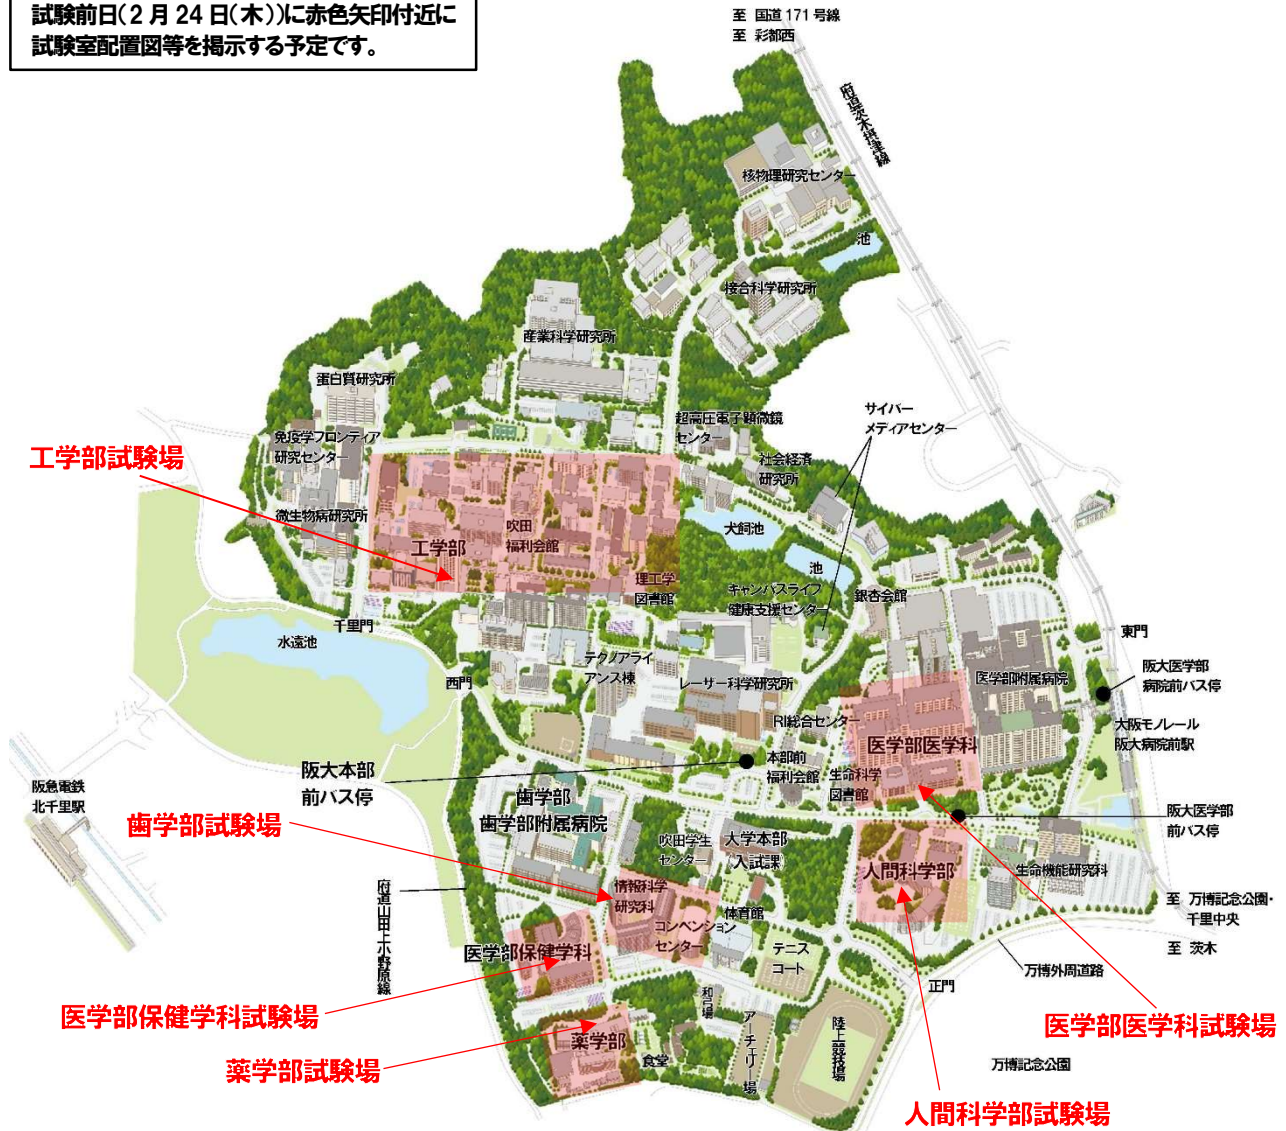 試験前日(2月24日(木))に赤色矢印付近に
試験室配置図等を掲示する予定です。
至 国道171号線
至 彩都西
府道茨木摂津線
核物理研究センター
池
接合科学研究所
産業科学研究所
蛋白質研究所
超高圧電子顕微鏡
センター
サイバー
メディアセンター
免疫学フロンティア
研究センター
社会経済
研究所
工学部試験場
微生物病研究所
工学部
吹田
福利会館
犬飼池
池
理工学
図書館
キャンパスライフ
健康支援センター
銀杏会館
千里門
水遠池
東門
テクノアライ
アンス棟
レーザー科学研究所
西門
医学部附属病院
阪大医学部
病院前バス停
RI総合センター
大阪モノレール
阪大病院前駅
医学部医学科
本部前
福利会館
生命科学
図書館
阪大本部
前バス停
阪急電鉄
北千里駅
歯学部
歯学部附属病院
阪大医学部
前バス停
歯学部試験場
吹田学生
センター
大学本部
(入試課)
人間科学部
生命機能研究科
情報科学
研究科
府道山田上小野原線
体育館
コンベンション
センター
至 万博記念公園・
千里中央
至 茨木
医学部保健学科
テニス
コート
万博外周道路
正門
和弓場
医学部保健学科試験場
アーチェリー場
陸上競技場
医学部医学科試験場
薬学部
食堂
薬学部試験場
万博記念公園
人間科学部試験場